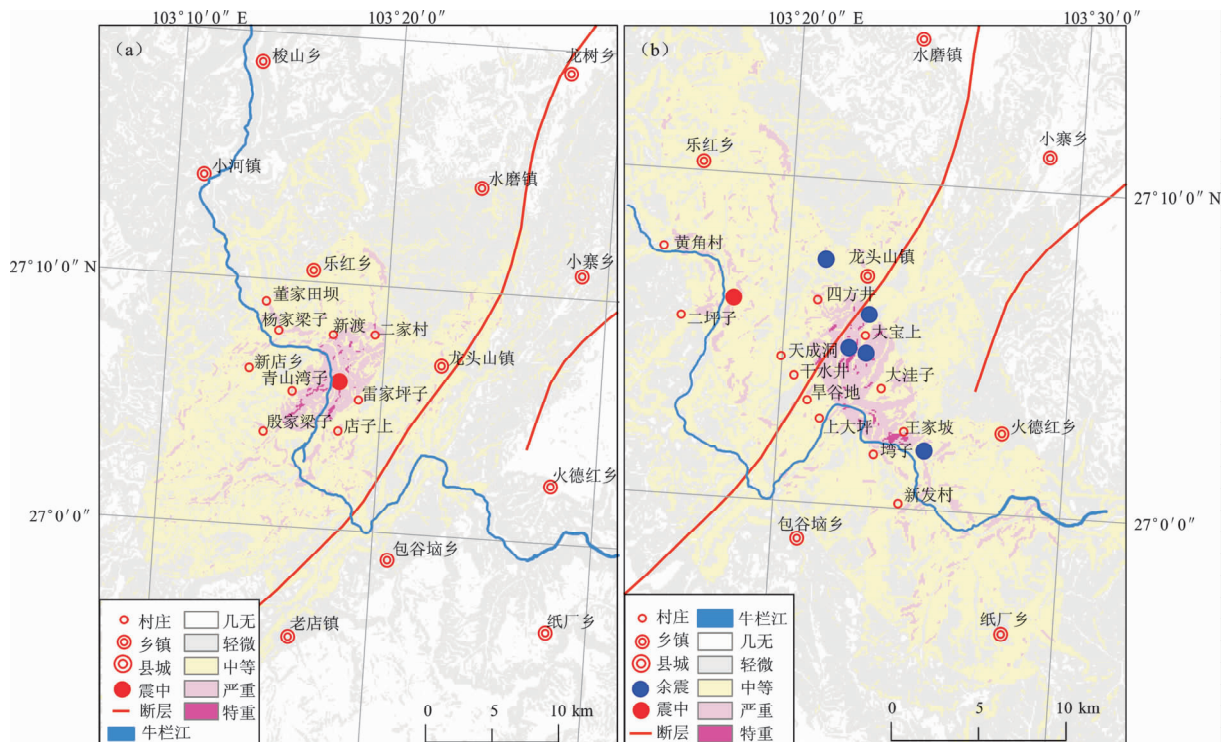 103°10′0″ E
103°20′0″
103°20′0″ E
103°30′0″
(a)
梭山乡
龙树乡
小河镇
水磨镇
27°10′0″ N
乐红乡
小寨乡
董家田坝
杨家梁子
新渡
二家村
新店乡
龙头山镇
青山湾子
雷家坪子
殷家梁子
店子上
火德红乡
27°0′0″
包谷垴乡
老店镇
纸厂乡
村庄
几无
乡镇
轻微
县城
中等
震中
严重
断层
特重
牛栏江
0 5 10 km
(b)
水磨镇
乐红乡
小寨乡
27°10′0″ N
黄角村
龙头山镇
四方井
二坪子
大宝上
天成洞
干水井
大洼子
旱谷地
上大坪
王家坡
火德红乡
塆子
新发村
27°0′0″
包谷垴乡
纸厂乡
村庄
牛栏江
乡镇
几无
县城
轻微
余震
中等
震中
严重
断层
特重
0 5 10 km